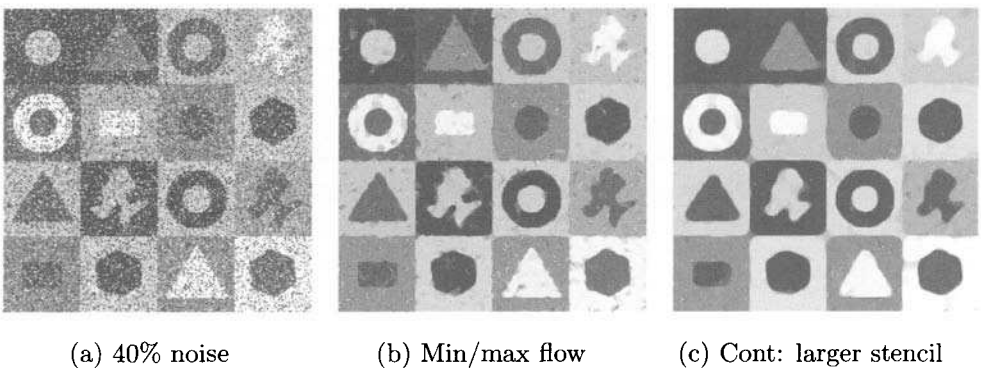 (a) 40% noise
(b) Min/max flow
(c) Cont: larger stencil